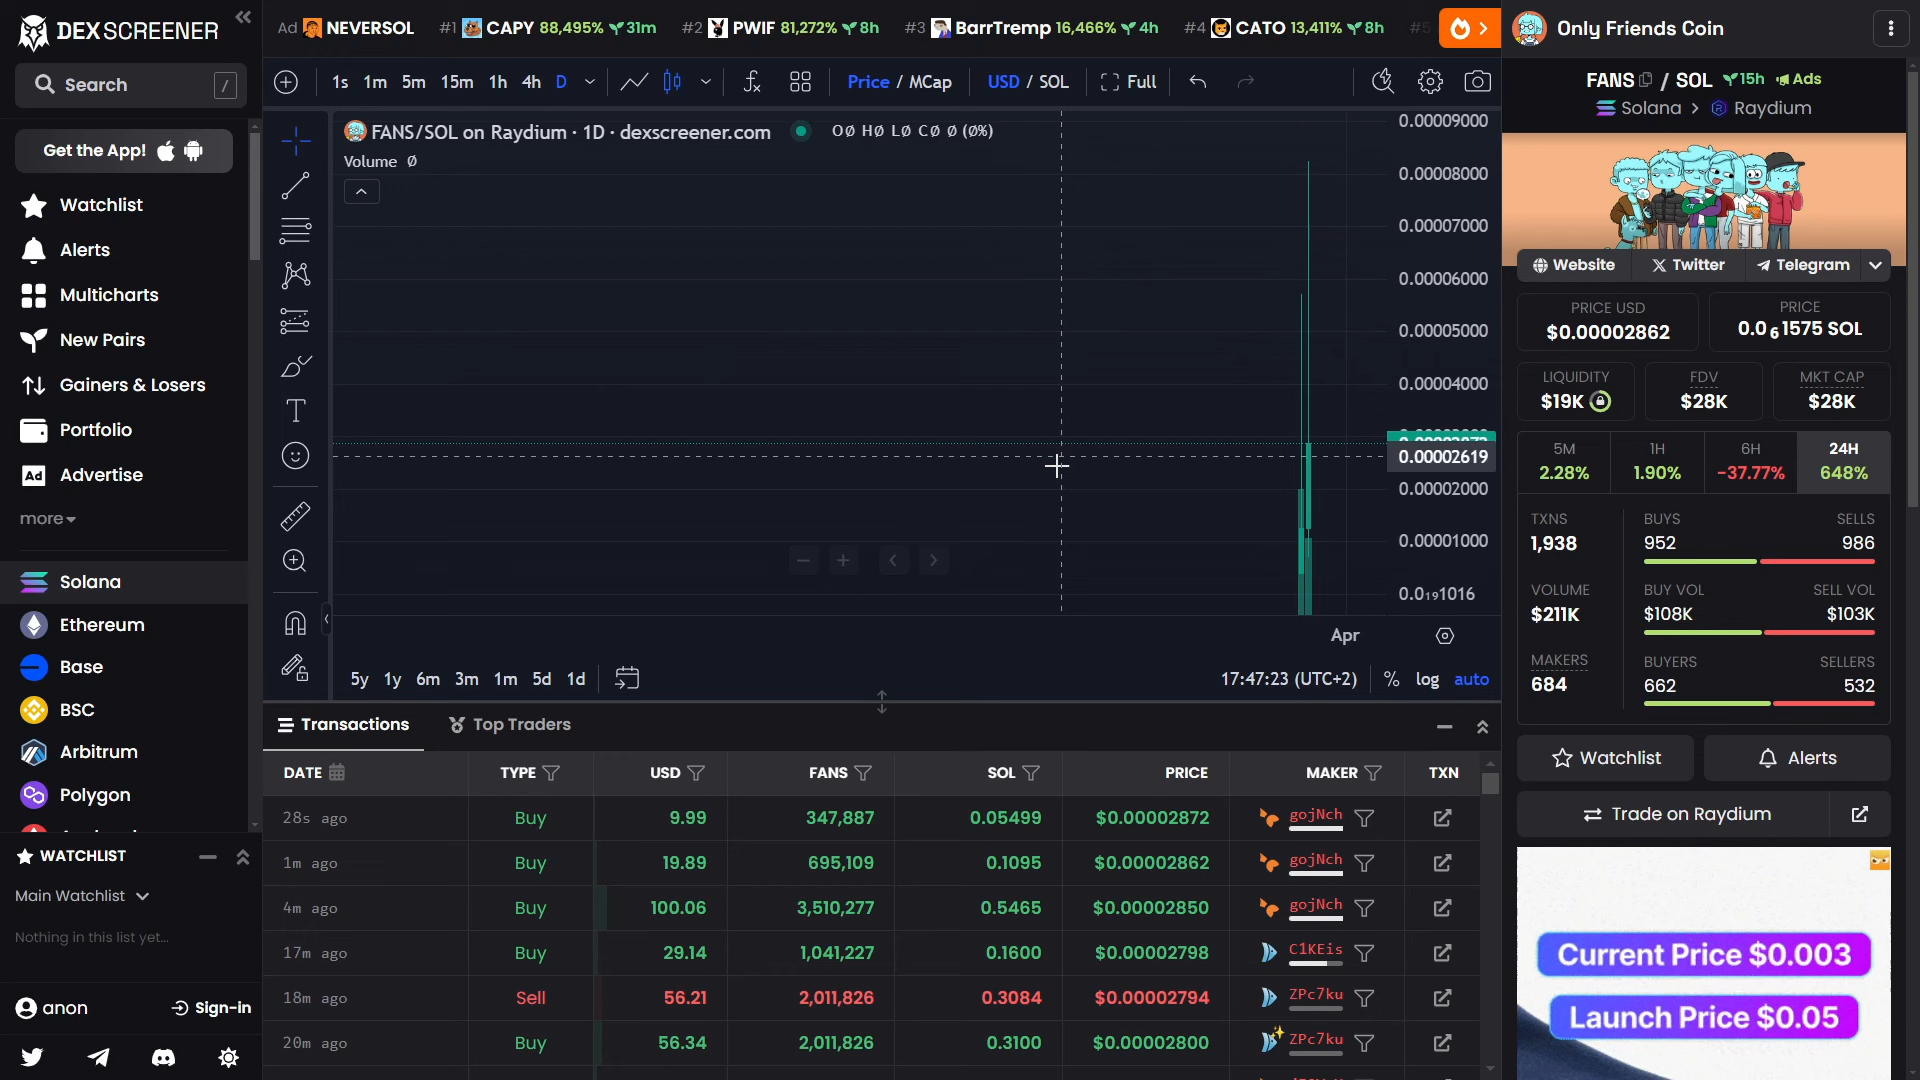 DEX SCREENER
Search
/
Get the App!
Watchlist
Alerts
Multicharts
New Pairs
Gainers & Losers
Portfolio
Ad Advertise
more
Solana
Ethereum
Base
BSC
Arbitrum
Polygon
WATCHLIST
Main Watchlist
Nothing in this list yet...
anon
Sign-in
Ad NEVERSOL #1 CAPY 88,495% 31m #2 PWIF 81,272% 8h #3 BarrTremp 16,466% 4h #4 CATO 13,411% 8h #5
1s 1m 5m 15m 1h 4h D Price / MCap USD / SOL Full
FANS/SOL on Raydium · 1D · dexscreener.com O∅ H∅ L∅ C∅ ∅ (∅%)
Volume ∅
0.00009000
0.00008000
0.00007000
0.00006000
0.00005000
0.00004000
0.00002619
0.00002000
0.00001000
0.0₁₉1016
Apr
5y 1y 6m 3m 1m 5d 1d 17:47:23 (UTC+2) % log auto
Transactions Top Traders
DATE TYPE USD FANS SOL PRICE MAKER TXN
28s ago Buy 9.99 347,887 0.05499 $0.00002872 gojNch
1m ago Buy 19.89 695,109 0.1095 $0.00002862 gojNch
4m ago Buy 100.06 3,510,277 0.5465 $0.00002850 gojNch
17m ago Buy 29.14 1,041,227 0.1600 $0.00002798 C1KEis
18m ago Sell 56.21 2,011,826 0.3084 $0.00002794 ZPc7ku
20m ago Buy 56.34 2,011,826 0.3100 $0.00002800 ZPc7ku
Only Friends Coin
FANS / SOL 15h Ads
Solana > Raydium
Website Twitter Telegram
PRICE USD
$0.00002862
PRICE
0.0₆1575 SOL
LIQUIDITY
$19K
FDV
$28K
MKT CAP
$28K
5M
2.28%
1H
1.90%
6H
-37.77%
24H
648%
TXNS
1,938
BUYS
952
SELLS
986
VOLUME
$211K
BUY VOL
$108K
SELL VOL
$103K
MAKERS
684
BUYERS
662
SELLERS
532
Watchlist
Alerts
Trade on Raydium
Current Price $0.003
Launch Price $0.05